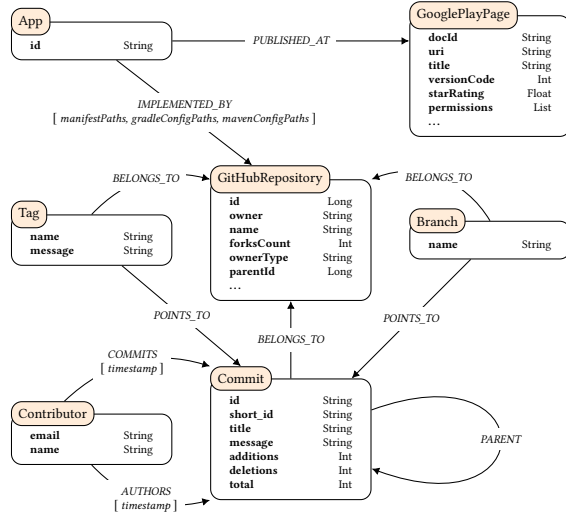 App
id String
PUBLISHED_AT
GooglePlayPage
docId String
uri String
title String
versionCode Int
starRating Float
permissions List
...
IMPLEMENTED_BY
[ manifestPaths, gradleConfigPaths, mavenConfigPaths ]
BELONGS_TO
GitHubRepository
id Long
owner String
name String
forksCount Int
ownerType String
parentId Long
...
BELONGS_TO
Tag
name String
message String
Branch
name String
POINTS_TO
BELONGS_TO
POINTS_TO
COMMITS
[ timestamp ]
Commit
id String
short_id String
title String
message String
additions Int
deletions Int
total Int
Contributor
email String
name String
PARENT
AUTHORS
[ timestamp ]